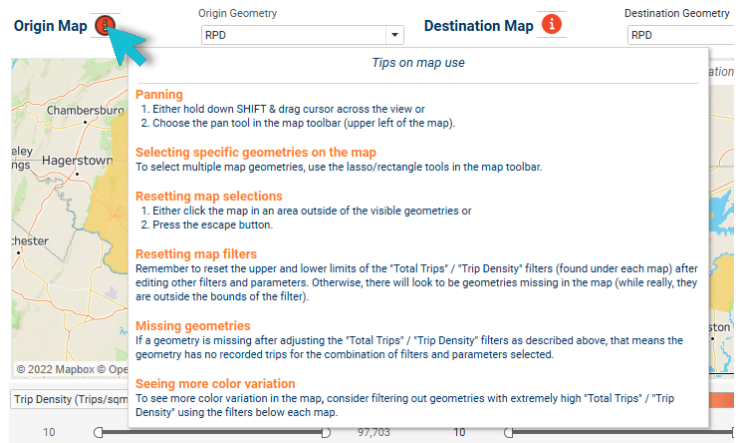 Origin Map
Origin Geometry
RPD
Destination Map
Destination Geometry
RPD
Tips on map use
Panning
1. Either hold down SHIFT & drag cursor across the view or
2. Choose the pan tool in the map toolbar (upper left of the map).
Selecting specific geometries on the map
To select multiple map geometries, use the lasso/rectangle tools in the map toolbar.
Resetting map selections
1. Either click the map in an area outside of the visible geometries or
2. Press the escape button.
Resetting map filters
Remember to reset the upper and lower limits of the "Total Trips" / "Trip Density" filters (found under each map) after
editing other filters and parameters. Otherwise, there will look to be geometries missing in the map (while really, they
are outside the bounds of the filter).
Missing geometries
If a geometry is missing after adjusting the "Total Trips" / "Trip Density" filters as described above, that means the
geometry has no recorded trips for the combination of filters and parameters selected.
Seeing more color variation
To see more color variation in the map, consider filtering out geometries with extremely high "Total Trips" / "Trip
Density" using the filters below each map.
Chambersburg
eley
ngs
Hagerstown
hester
ation
ston
© 2022 Mapbox © Ope
Trip Density (Trips/sqm
10
97,703
10